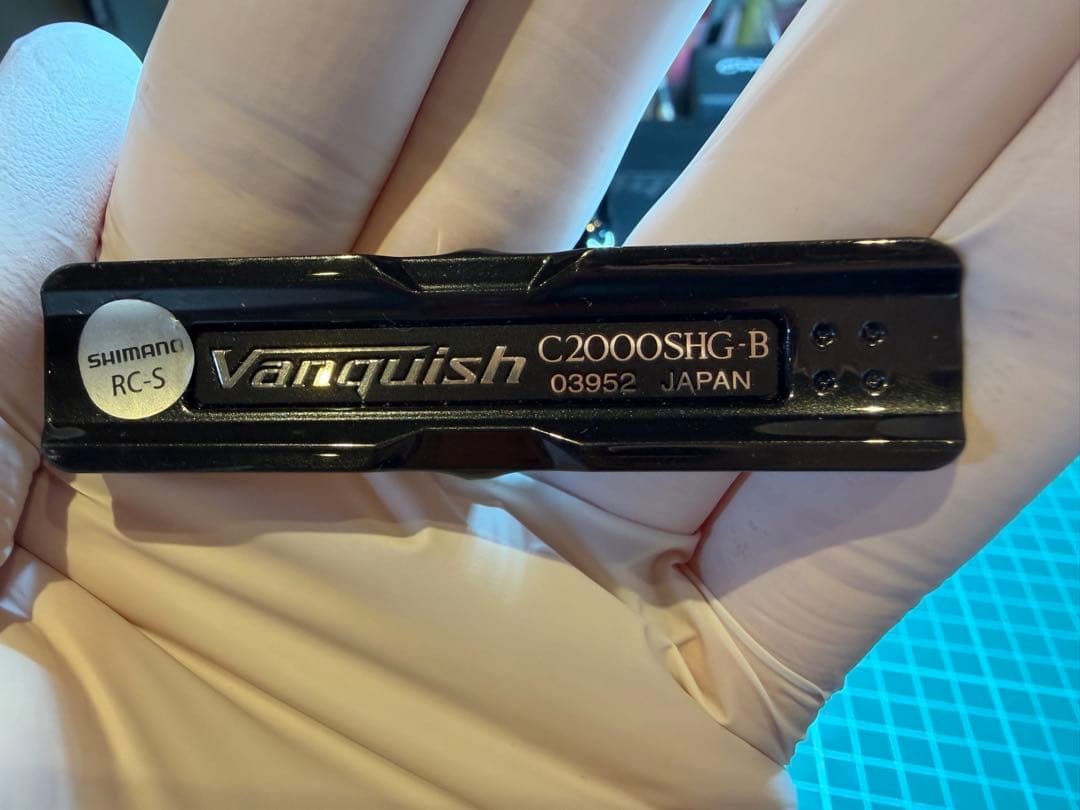 SHIMANO
RC-S
Vanquish
C2000SHG-B
03952 JAPAN